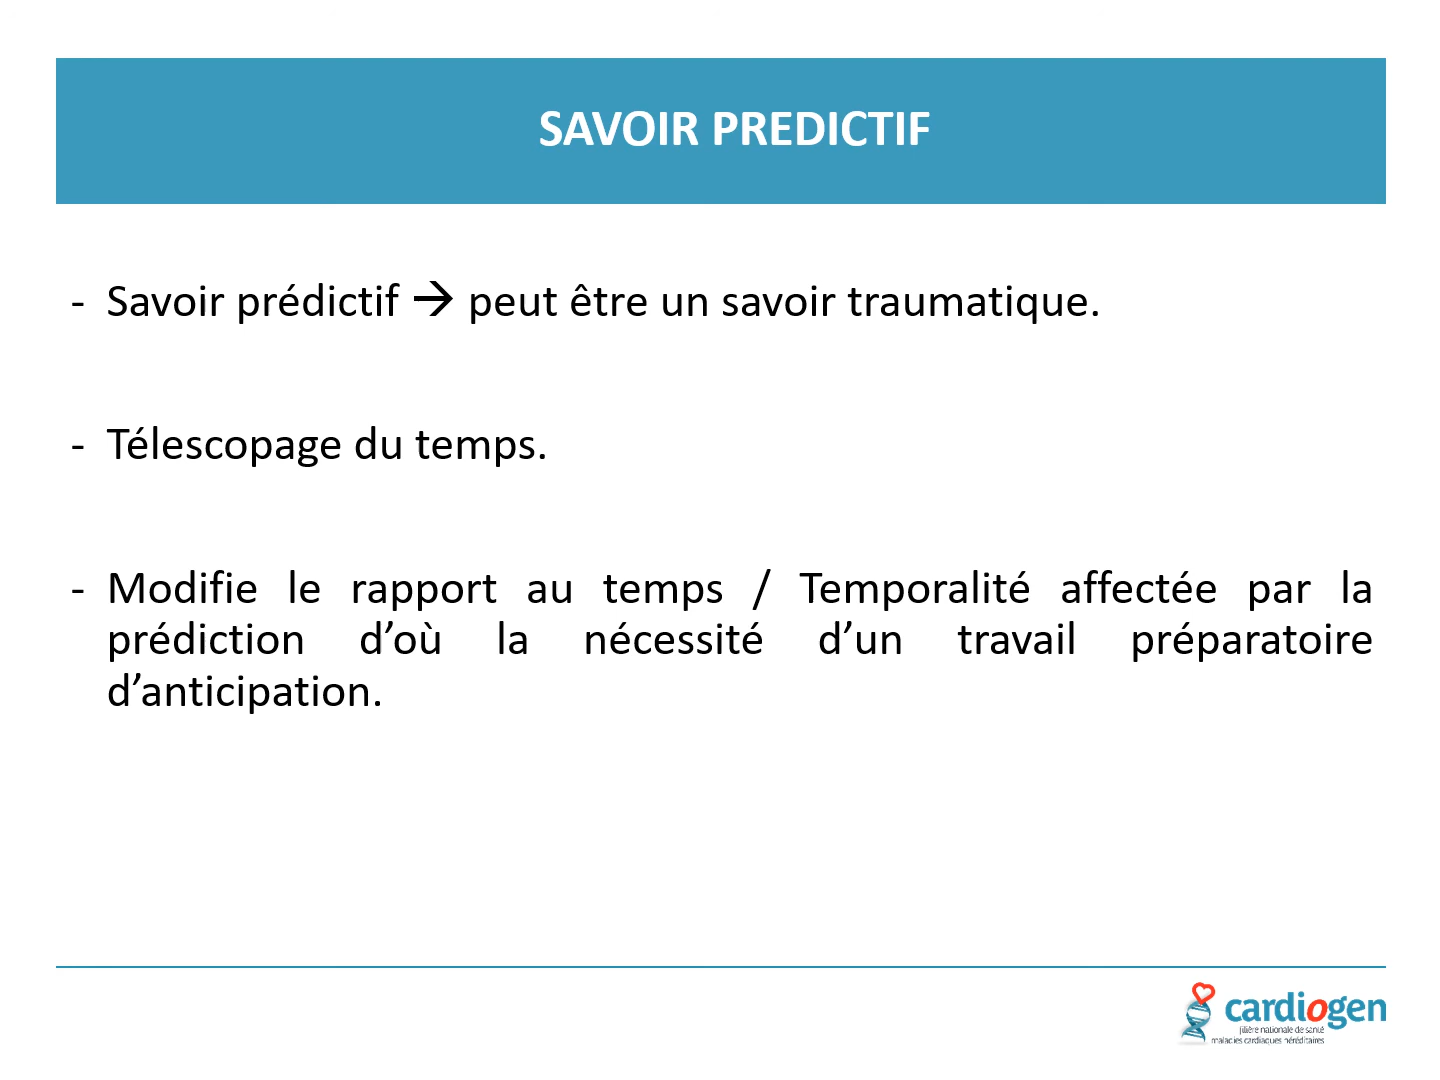 SAVOIR PREDICTIF
- Savoir prédictif → peut être un savoir traumatique.
- Télescopage du temps.
- Modifie le rapport au temps / Temporalité affectée par la
prédiction d’où la nécessité d’un travail préparatoire
d’anticipation.
cardiogen
filière nationale de santé
maladies cardiaques héréditaires